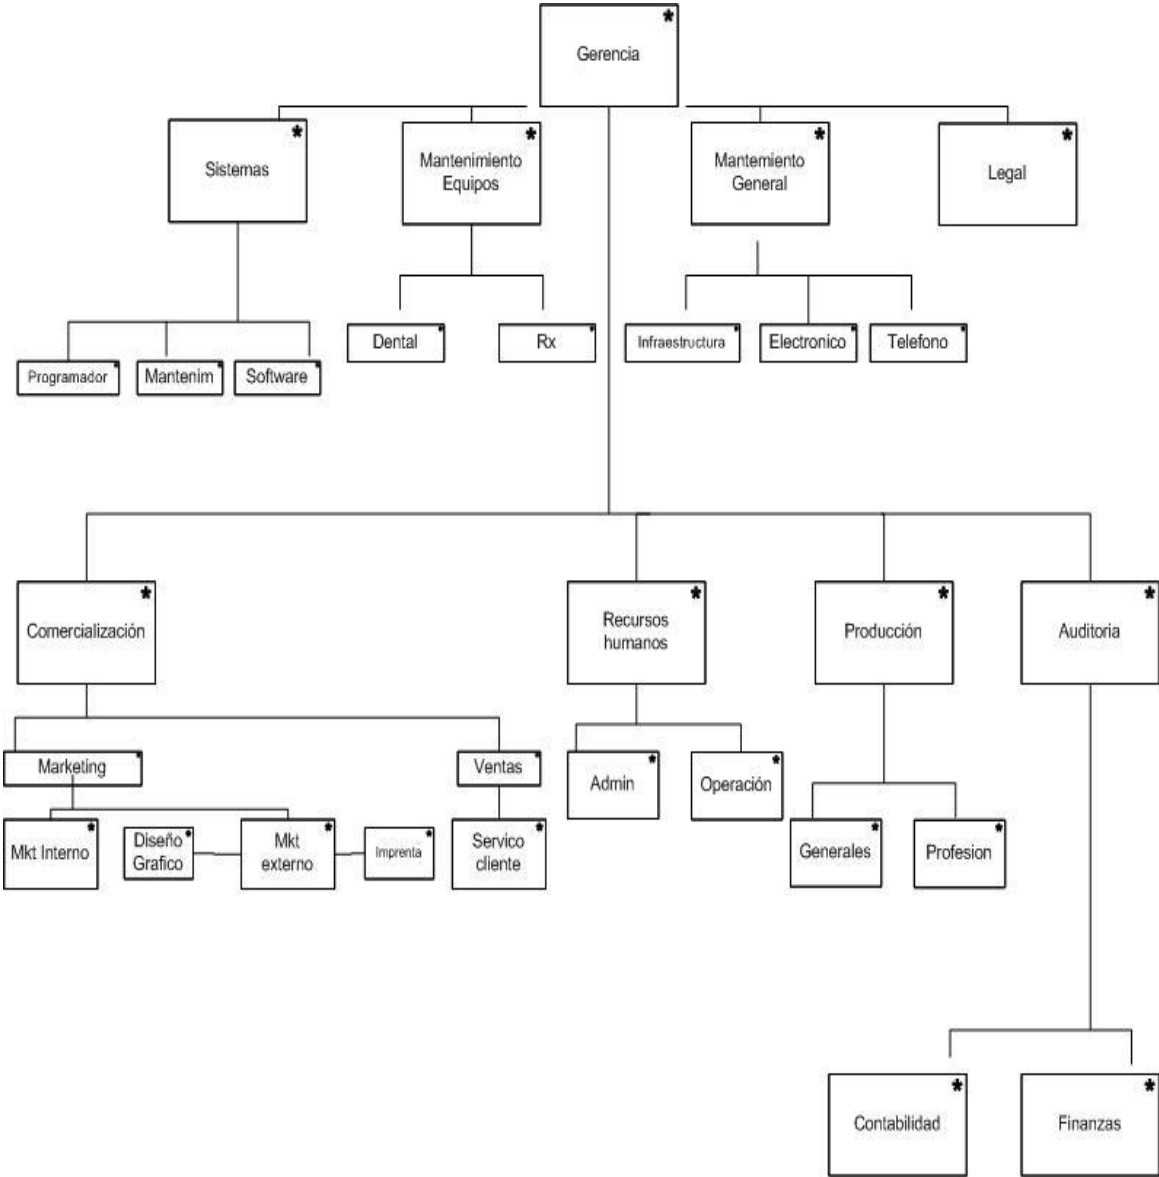 *
Gerencia
*
Sistemas
*
Mantenimiento
Equipos
*
Mantemiento
General
*
Legal
*
Dental
*
Rx
*
Infraestructura
*
Electronico
*
Telefono
*
Programador
*
Mantenim
*
Software
*
Comercialización
*
Recursos
humanos
*
Producción
*
Auditoria
*
Marketing
*
Ventas
*
Admin
*
Operación
*
Mkt Interno
*
Diseño
Grafico
*
Mkt
externo
*
Imprenta
*
Servico
cliente
*
Generales
*
Profesion
*
Contabilidad
*
Finanzas